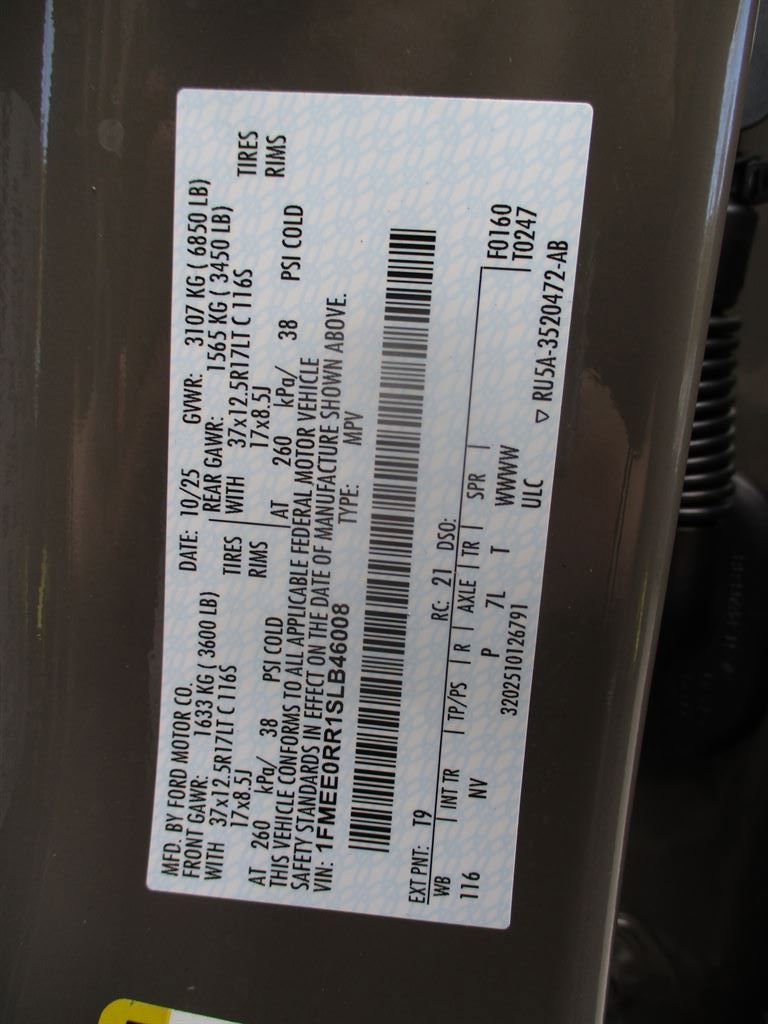 MFD. BY FORD MOTOR CO. DATE: 10/25 GVWR: 3107 KG ( 6850 LB)
FRONT GAWR: 1633 KG ( 3600 LB) REAR GAWR: 1565 KG ( 3450 LB)
WITH 37x12.5R17LT C 116S TIRES WITH 37x12.5R17LT C 116S TIRES
17x8.5J RIMS 17x8.5J RIMS
AT 260 kPa/ 38 PSI COLD AT 260 kPa/ 38 PSI COLD
THIS VEHICLE CONFORMS TO ALL APPLICABLE FEDERAL MOTOR VEHICLE
SAFETY STANDARDS IN EFFECT ON THE DATE OF MANUFACTURE SHOWN ABOVE.
VIN: 1FMEE0RR1SLB46008 TYPE: MPV
EXT PNT: T9 RC: 21 DSO: F0160
WB INT TR TP/PS R AXLE TR SPR T0247
116 NV P 7L T WWWW
3202510126791 ULC ▽ RU5A-3520472-AB